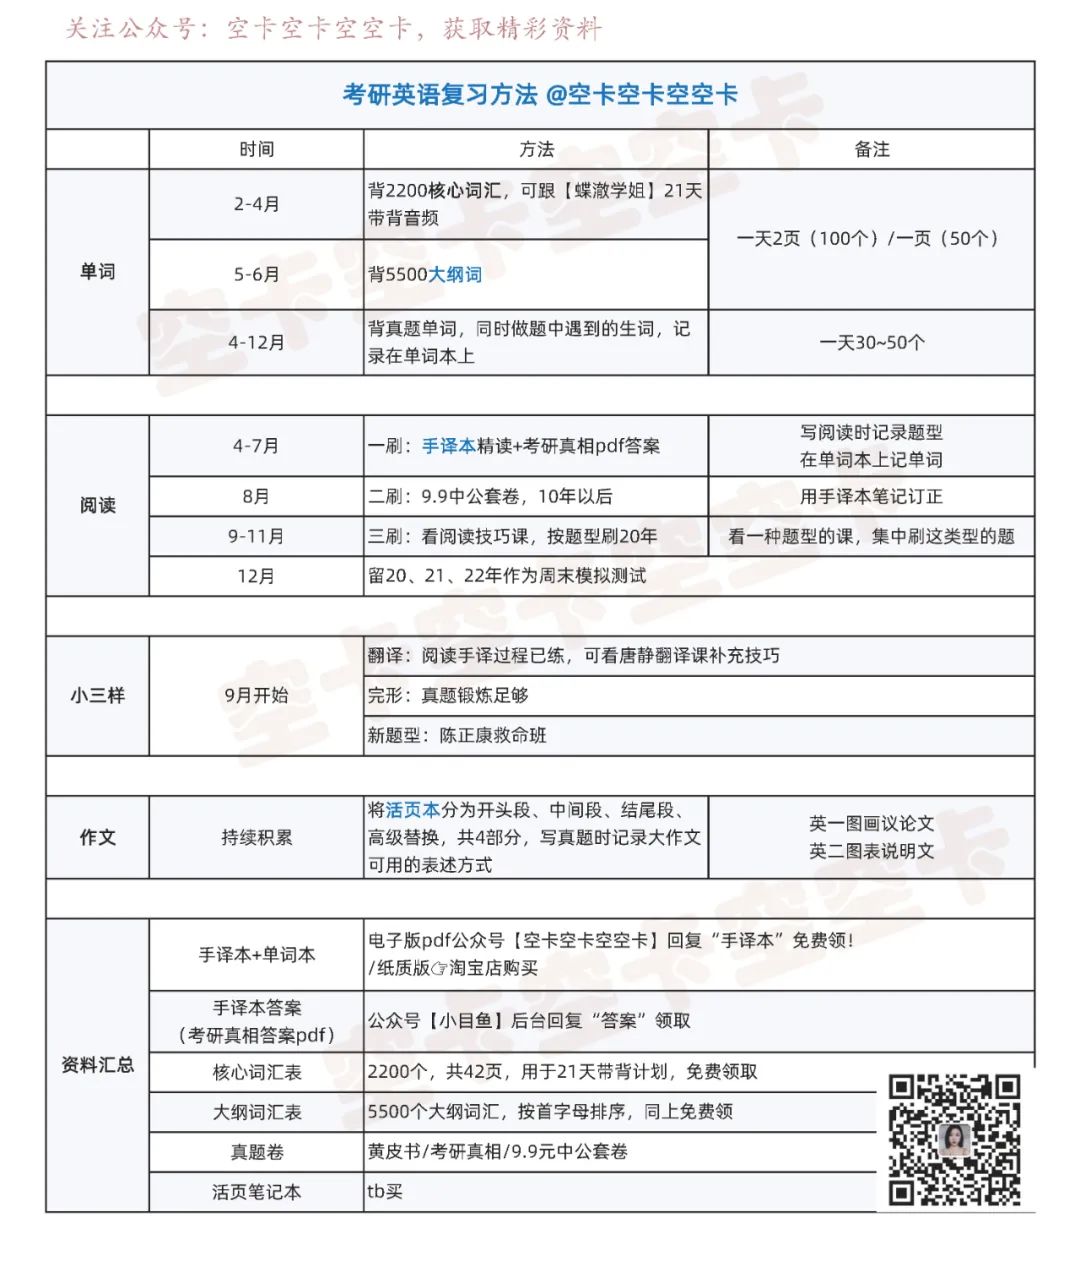 关注公众号：空卡空卡空空卡，获取精彩资料
考研英语复习方法 @空卡空卡空空卡
时间 方法 备注
单词
2-4月
背2200核心词汇，可跟【蝶澈学姐】21天
带背音频
一天2页（100个）/一页（50个）
5-6月
背5500大纲词
4-12月
背真题单词，同时做题中遇到的生词，记
录在单词本上
一天30~50个
阅读
4-7月
一刷：手译本精读+考研真相pdf答案
写阅读时记录题型
在单词本上记单词
8月
二刷：9.9中公套卷，10年以后
用手译本笔记订正
9-11月
三刷：看阅读技巧课，按题型刷20年
看一种题型的课，集中刷这类型的题
12月
留20、21、22年作为周末模拟测试
小三样
9月开始
翻译：阅读手译过程已练，可看唐静翻译课补充技巧
完形：真题锻炼足够
新题型：陈正康救命班
作文
持续积累
将活页本分为开头段、中间段、结尾段、
高级替换，共4部分，写真题时记录大作文
可用的表述方式
英一图画议论文
英二图表说明文
资料汇总
手译本+单词本
电子版pdf公众号【空卡空卡空空卡】回复“手译本”免费领！
/纸质版👉淘宝店购买
手译本答案
（考研真相答案pdf）
公众号【小目鱼】后台回复“答案”领取
核心词汇表
2200个，共42页，用于21天带背计划，免费领取
大纲词汇表
5500个大纲词汇，按首字母排序，同上免费领
真题卷
黄皮书/考研真相/9.9元中公套卷
活页笔记本
tb买
空卡空卡空空卡
空卡空卡空空卡
空卡空卡空空卡